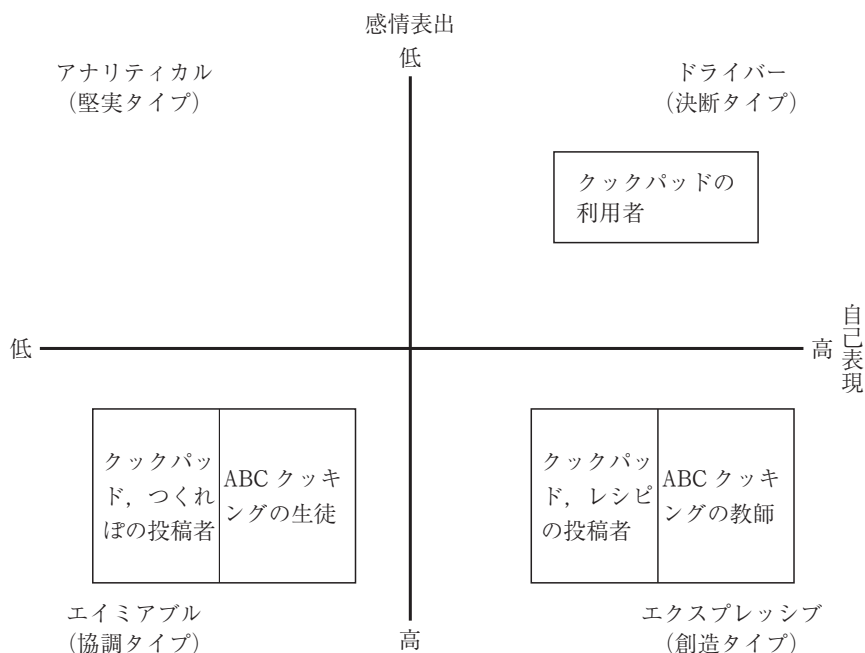 感情表出
低
アナリティカル
（堅実タイプ）
ドライバー
（決断タイプ）
クックパッドの
利用者
低
高
自己表現
クックパッ
ド，つくれ
ぽの投稿者
ABC クッキ
ングの生徒
クックパッ
ド，レシピ
の投稿者
ABC クッキ
ングの教師
エイミアブル
（協調タイプ）
高
エクスプレッシブ
（創造タイプ）